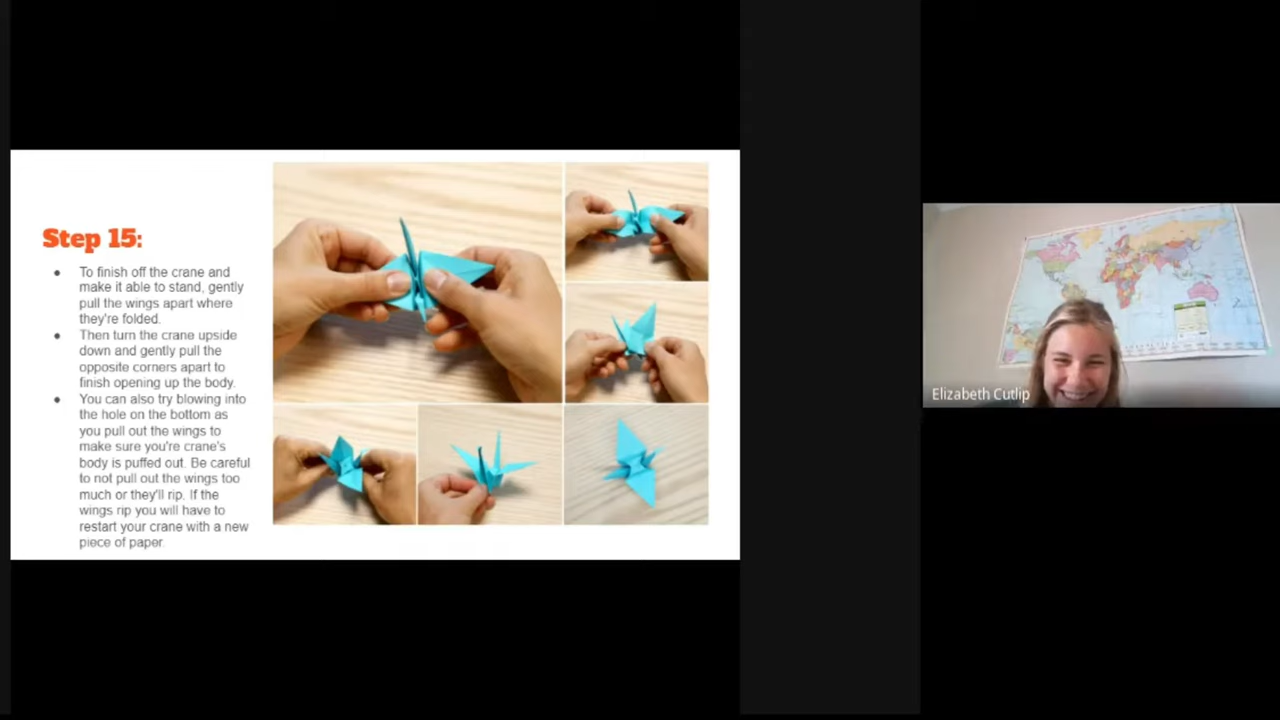 Step 15:
To finish off the crane and
make it able to stand, gently
pull the wings apart where
they're folded.
Then turn the crane upside
down and gently pull the
opposite corners apart to
finish opening up the body.
You can also try blowing into
the hole on the bottom as
you pull out the wings to
make sure you're crane's
body is puffed out. Be careful
to not pull out the wings too
much or they'll rip. If the
wings rip you will have to
restart your crane with a new
piece of paper.
Elizabeth Cutlip